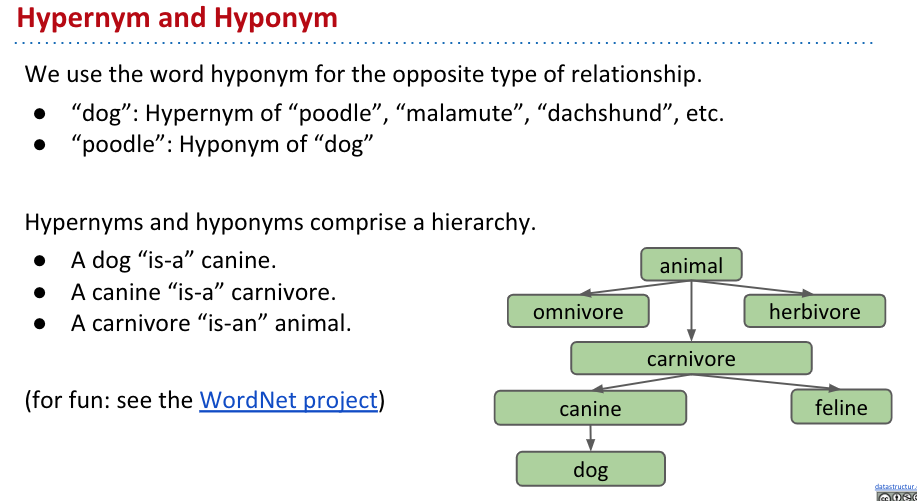 Hypernym and Hyponym
We use the word hyponym for the opposite type of relationship.
● “dog”: Hypernym of “poodle”, “malamute”, “dachshund”, etc.
● “poodle”: Hyponym of “dog”
Hypernyms and hyponyms comprise a hierarchy.
● A dog “is-a” canine.
● A canine “is-a” carnivore.
● A carnivore “is-an” animal.
(for fun: see the WordNet project)
animal
omnivore
herbivore
carnivore
canine
feline
dog
datastructur.